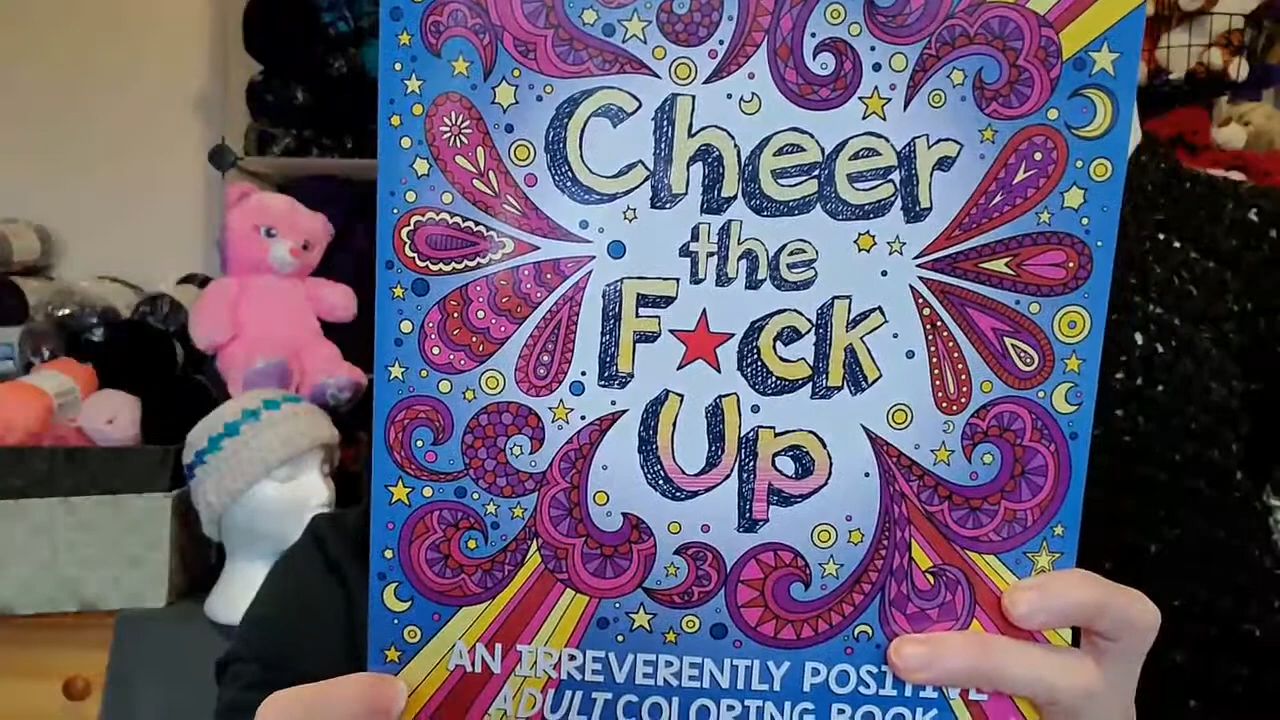 Cheer
the
F★ck
Up
AN IRREVERENTLY POSITIVE
ADULT COLORING BOOK